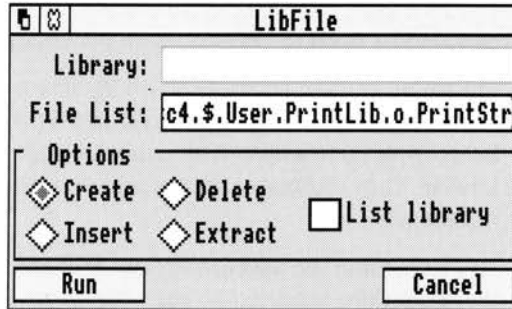 LibFile
Library:
File List: :c4.$.User.PrintLib.o.PrintStr
Options
Create Delete
List library
Insert Extract
Run Cancel